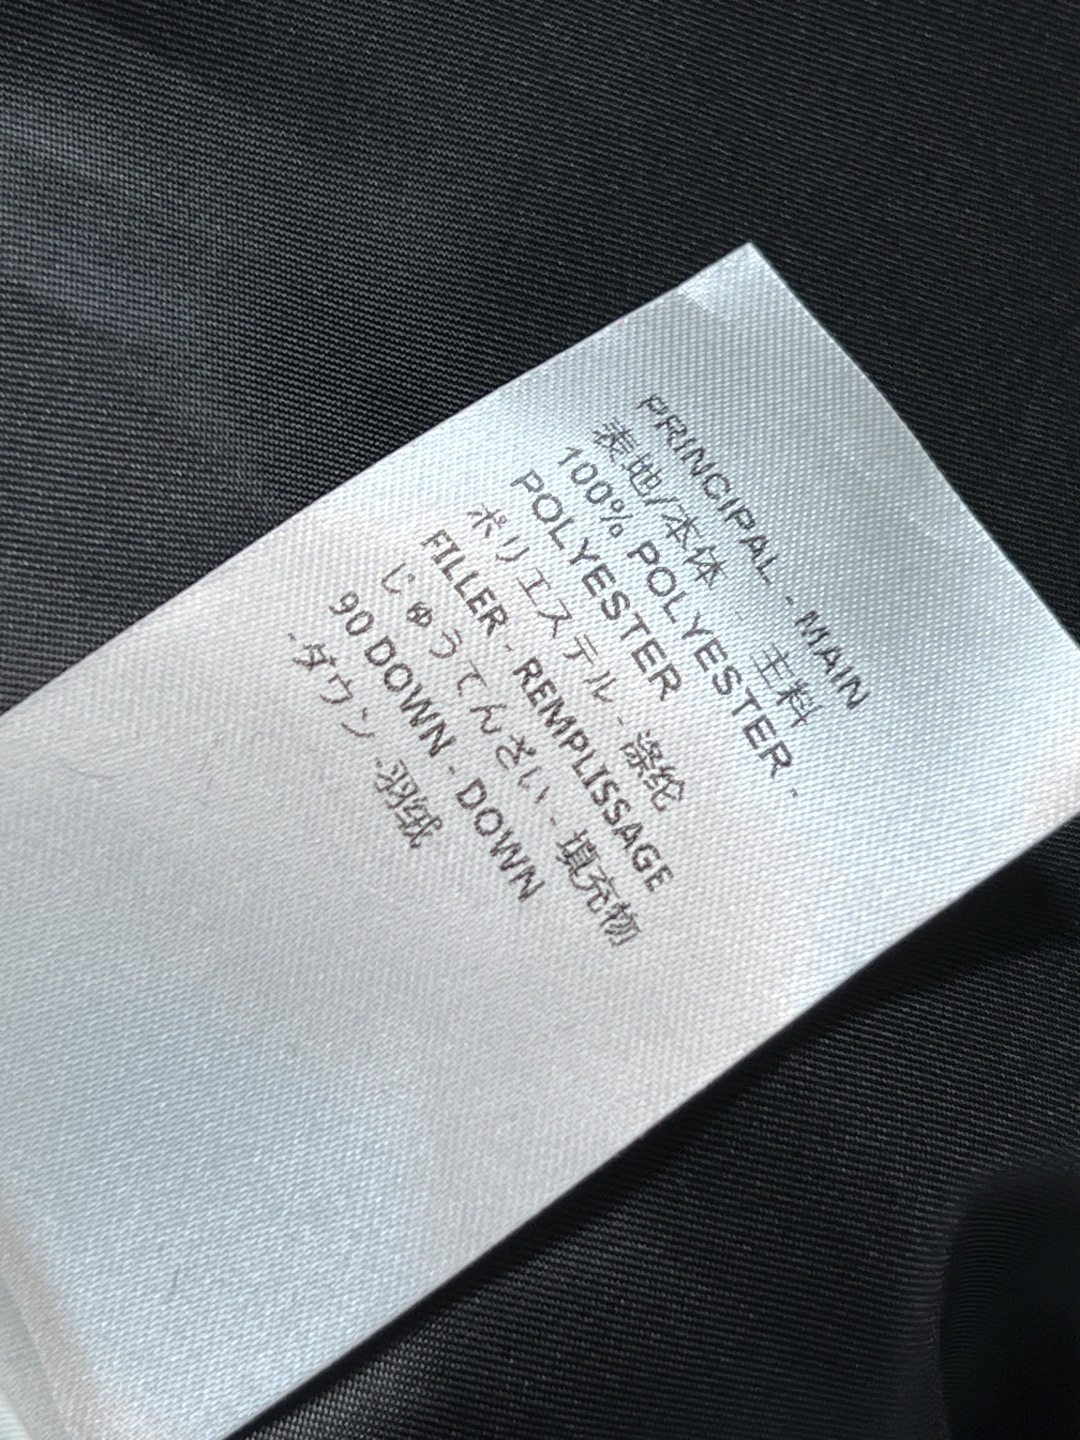 PRINCIPAL - MAIN
表地/本体 - 主料
100% POLYESTER -
POLYESTER
ポリエステル - 涤纶
FILLER - REMPLISSAGE
じゅうてんざい - 填充物
90 DOWN - DOWN
-ダウン -羽绒